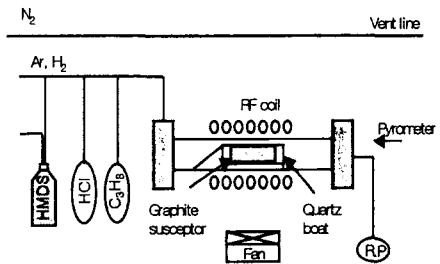 N2
Vent line
Ar, H2
RF coil
Pyrometer
HMDS
HCl
C3H8
Graphite
susceptor
Quartz
boat
R.P
Fan